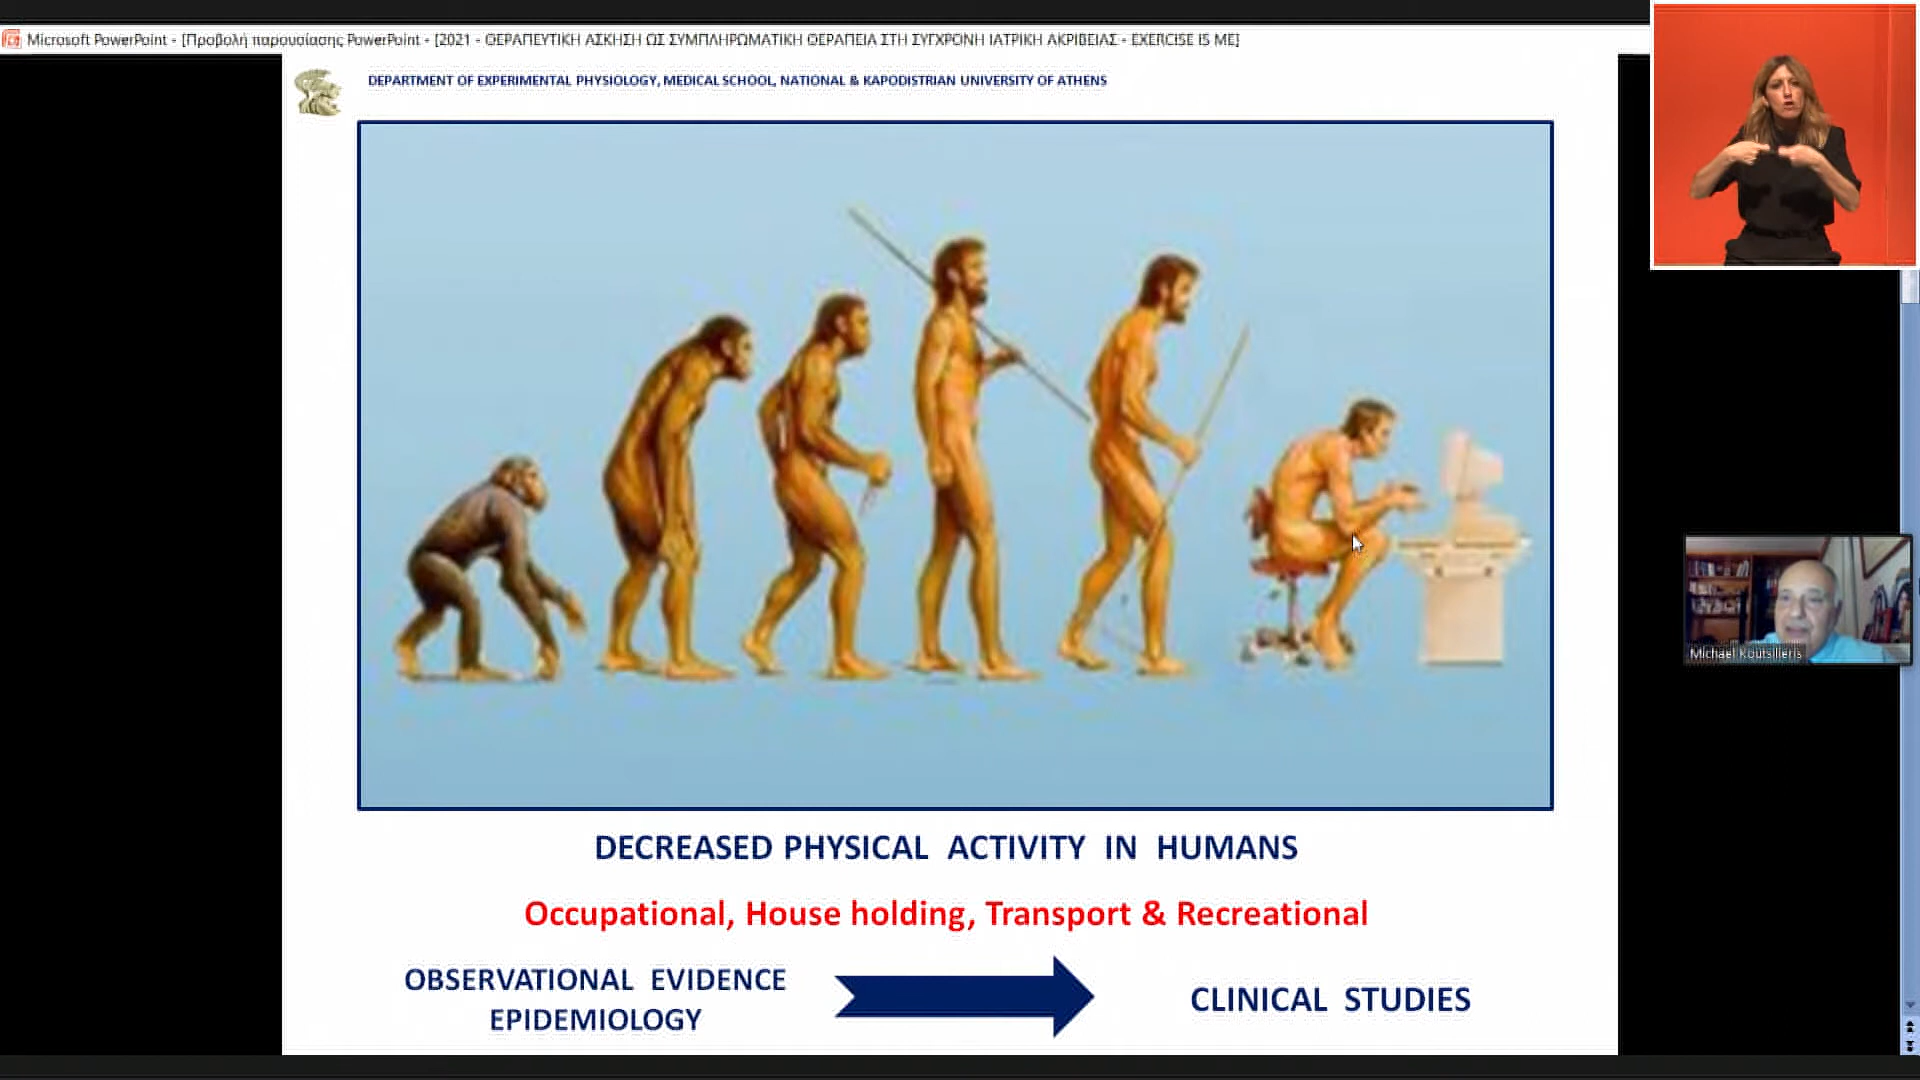 Microsoft PowerPoint - [Προβολή παρουσίασης PowerPoint - [2021 - ΘΕΡΑΠΕΥΤΙΚΗ ΑΣΚΗΣΗ ΩΣ ΣΥΜΠΛΗΡΩΜΑΤΙΚΗ ΘΕΡΑΠΕΙΑ ΣΤΗ ΣΥΓΧΡΟΝΗ ΙΑΤΡΙΚΗ ΑΚΡΙΒΕΙΑΣ - EXERCISE IS ME]
DEPARTMENT OF EXPERIMENTAL PHYSIOLOGY, MEDICAL SCHOOL, NATIONAL & KAPODISTRIAN UNIVERSITY OF ATHENS
Michael Koutsilieris
DECREASED PHYSICAL ACTIVITY IN HUMANS
Occupational, House holding, Transport & Recreational
OBSERVATIONAL EVIDENCE
EPIDEMIOLOGY
CLINICAL STUDIES